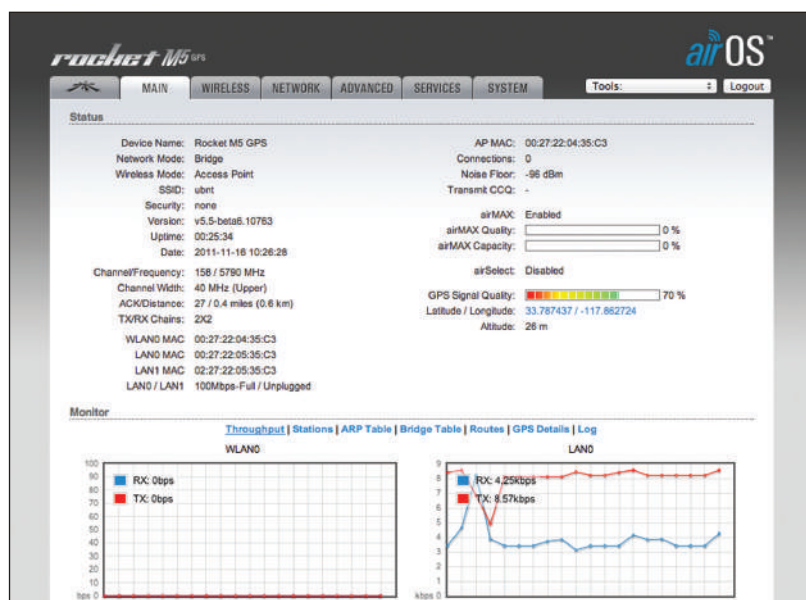 rocket M5 GPS
airOS™
MAIN WIRELESS NETWORK ADVANCED SERVICES SYSTEM Tools: Logout
Status
Device Name: Rocket M5 GPS
Network Mode: Bridge
Wireless Mode: Access Point
SSID: ubnt
Security: none
Version: v5.5-beta6.10763
Uptime: 00:25:34
Date: 2011-11-16 10:26:28
Channel/Frequency: 158 / 5790 MHz
Channel Width: 40 MHz (Upper)
ACK/Distance: 27 / 0.4 miles (0.6 km)
TX/RX Chains: 2X2
WLAN0 MAC 00:27:22:04:35:C3
LAN0 MAC 00:27:22:05:35:C3
LAN1 MAC 02:27:22:05:35:C3
LAN0 / LAN1 100Mbps-Full / Unplugged
AP MAC: 00:27:22:04:35:C3
Connections: 0
Noise Floor: -96 dBm
Transmit CCQ: -
airMAX: Enabled
airMAX Quality: 0 %
airMAX Capacity: 0 %
airSelect: Disabled
GPS Signal Quality: 70 %
Latitude / Longitude: 33.787437 / -117.862724
Altitude: 26 m
Monitor
Throughput | Stations | ARP Table | Bridge Table | Routes | GPS Details | Log
WLAN0
100
90
80
70
60
50
40
30
20
10
bps 0
RX: 0bps
TX: 0bps
LAN0
9
8
7
6
5
4
3
2
1
kbps 0
RX: 4.25kbps
TX: 8.57kbps